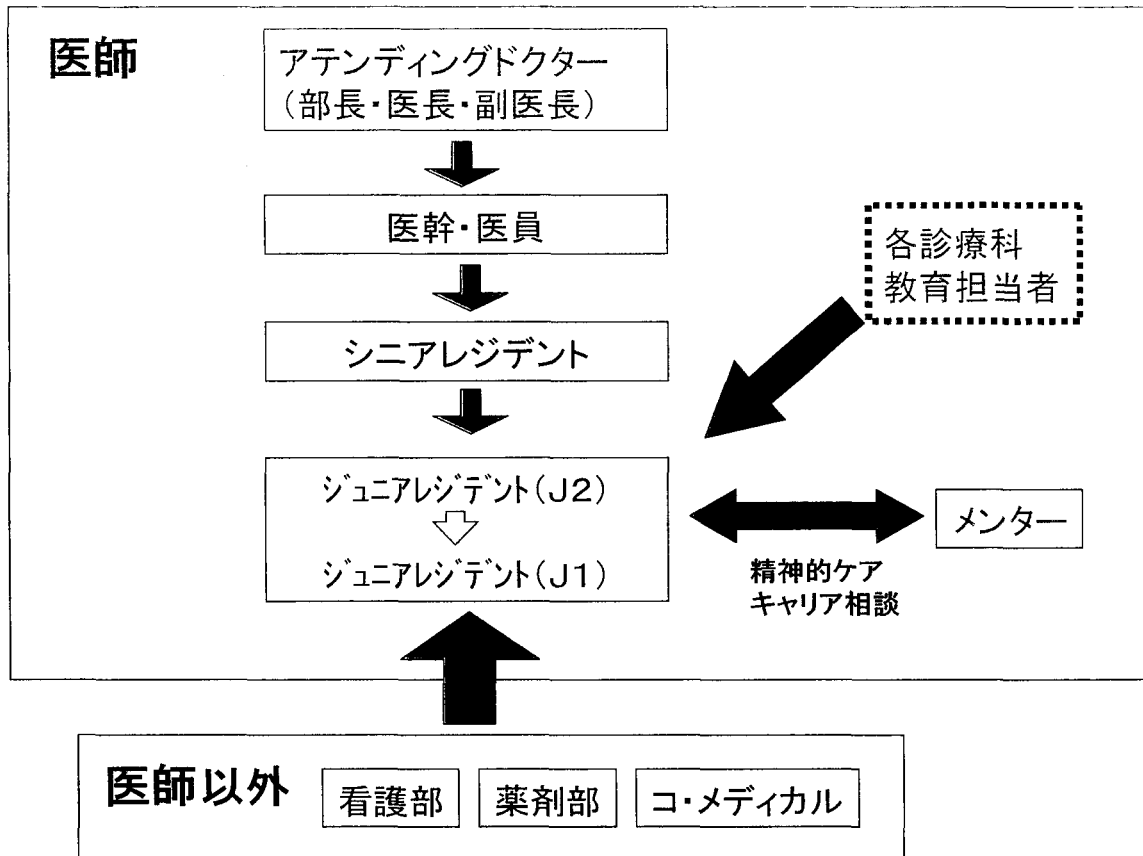 医師
アテンディングドクター
(部長・医長・副医長)
医幹・医員
シニアレジデント
各診療科
教育担当者
ジュニアレジデント(J2)
ジュニアレジデント(J1)
メンター
精神的ケア
キャリア相談
医師以外
看護部
薬剤部
コ・メディカル